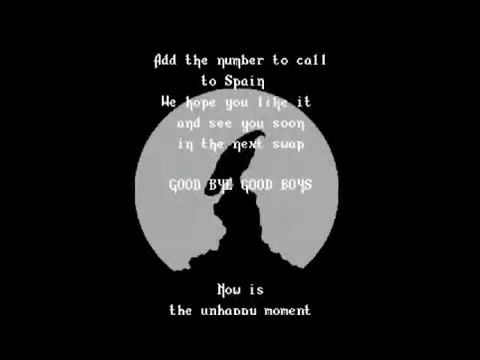 Add the number to call
to Spain
We hope you like it
and see you soon
in the next swap
GOOD BYE GOOD BOYS
Now is
the unhappy moment